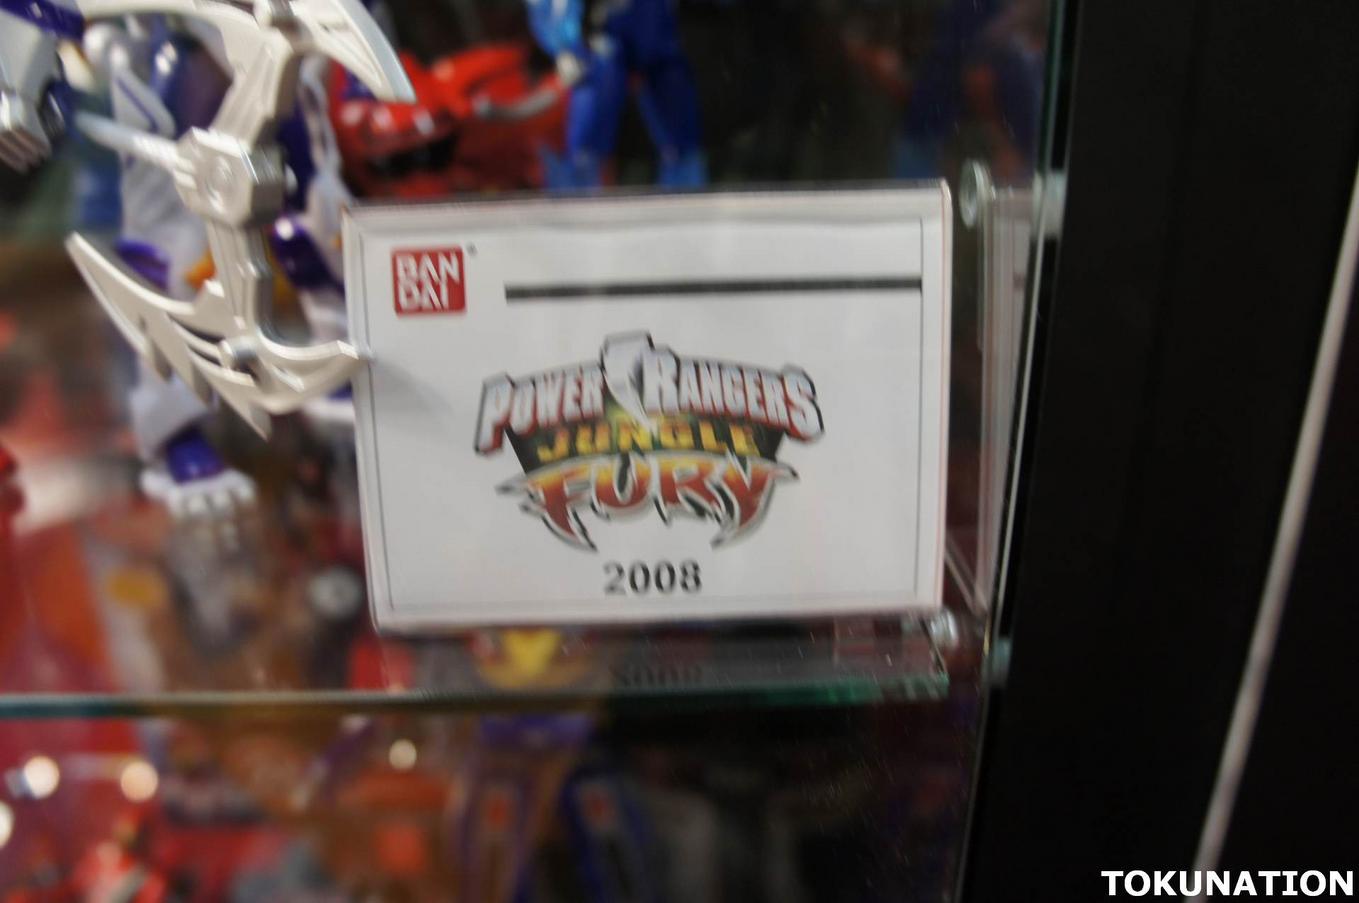 BAN
DAI
POWER RANGERS
JUNGLE
FURY
2008
TOKUNATION